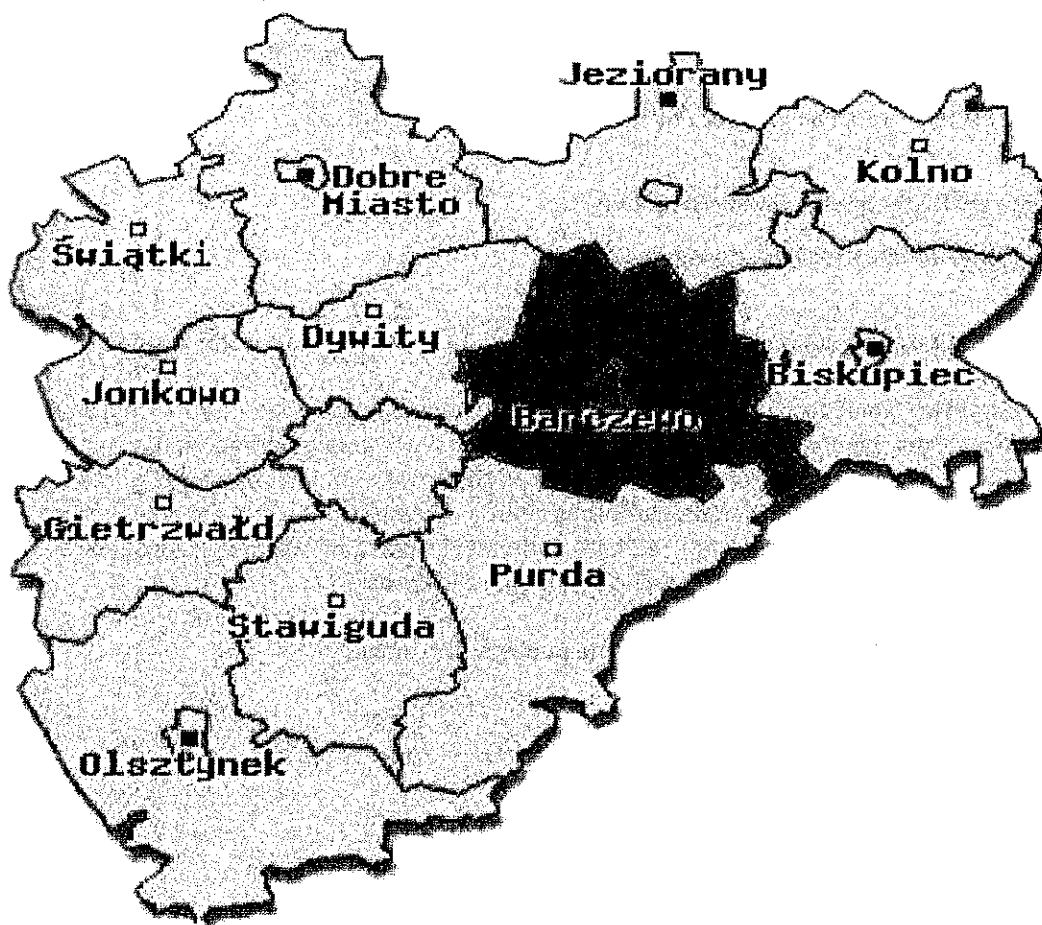 Jeziorany
Kolno
Dobre
Miasto
Świątki
Dywity
Biskupiec
Jonkowo
Barczewo
Gietrzwałd
Purda
Stawiguda
Olsztynek